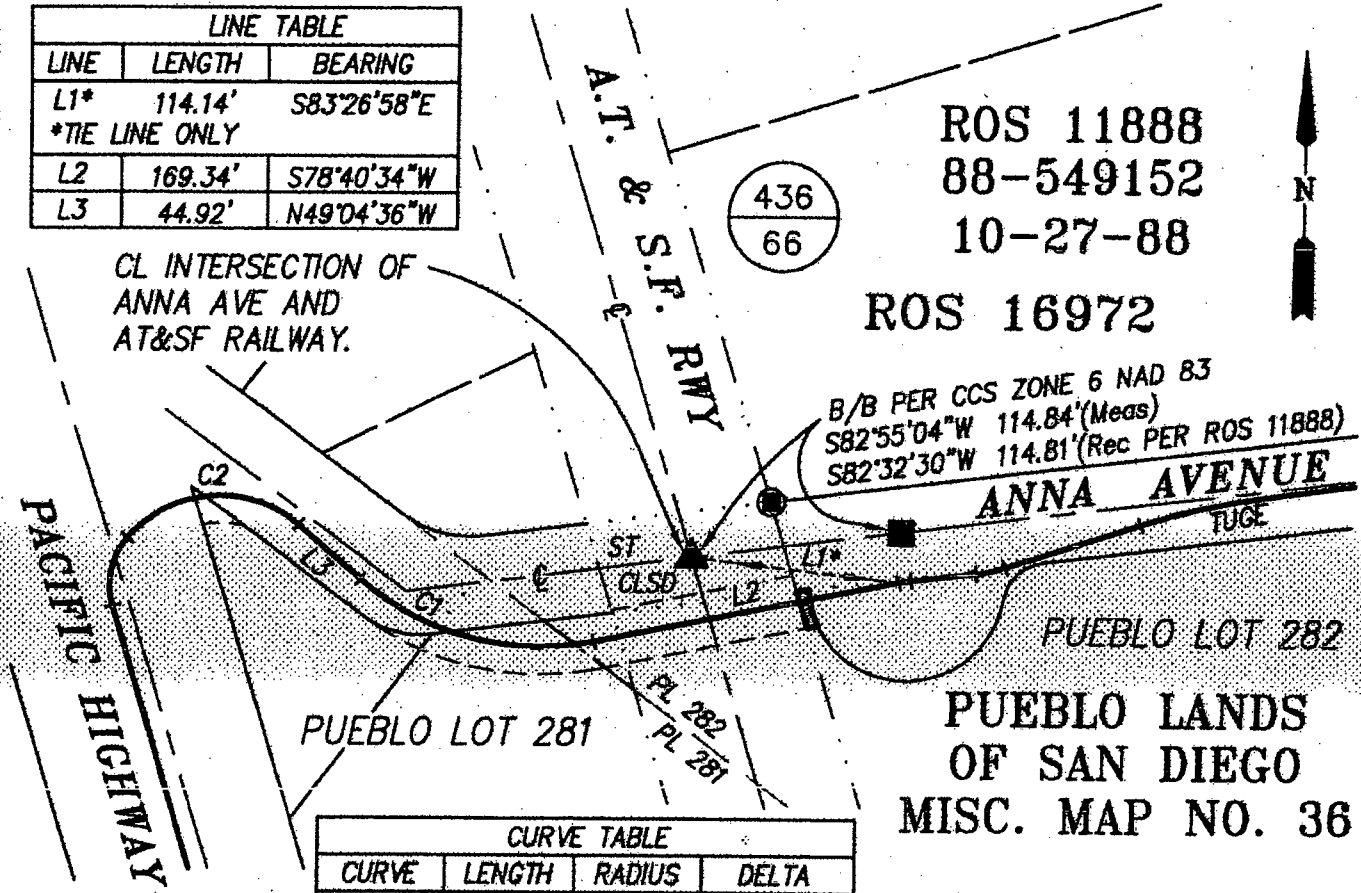 LINE TABLE
LINE LENGTH BEARING
L1* 114.14' S83°26'58"E
*TIE LINE ONLY
L2 169.34' S78°40'34"W
L3 44.92' N49°04'36"W
CL INTERSECTION OF
ANNA AVE AND
AT&SF RAILWAY.
A.T. & S.F. RWY
436
66
ROS 11888
88-549152
10-27-88
ROS 16972
N
B/B PER CCS ZONE 6 NAD 83
S82°55'04"W 114.84'(Meas)
S82°32'30"W 114.81'(Rec PER ROS 11888)
ANNA AVENUE
TUGE
C2
L3
C1
ST
CLSD
L1*
L2
PACIFIC HIGHWAY
PUEBLO LOT 282
PUEBLO LOT 281
PL 282
PL 281
PUEBLO LANDS
OF SAN DIEGO
MISC. MAP NO. 36
CURVE TABLE
CURVE LENGTH RADIUS DELTA